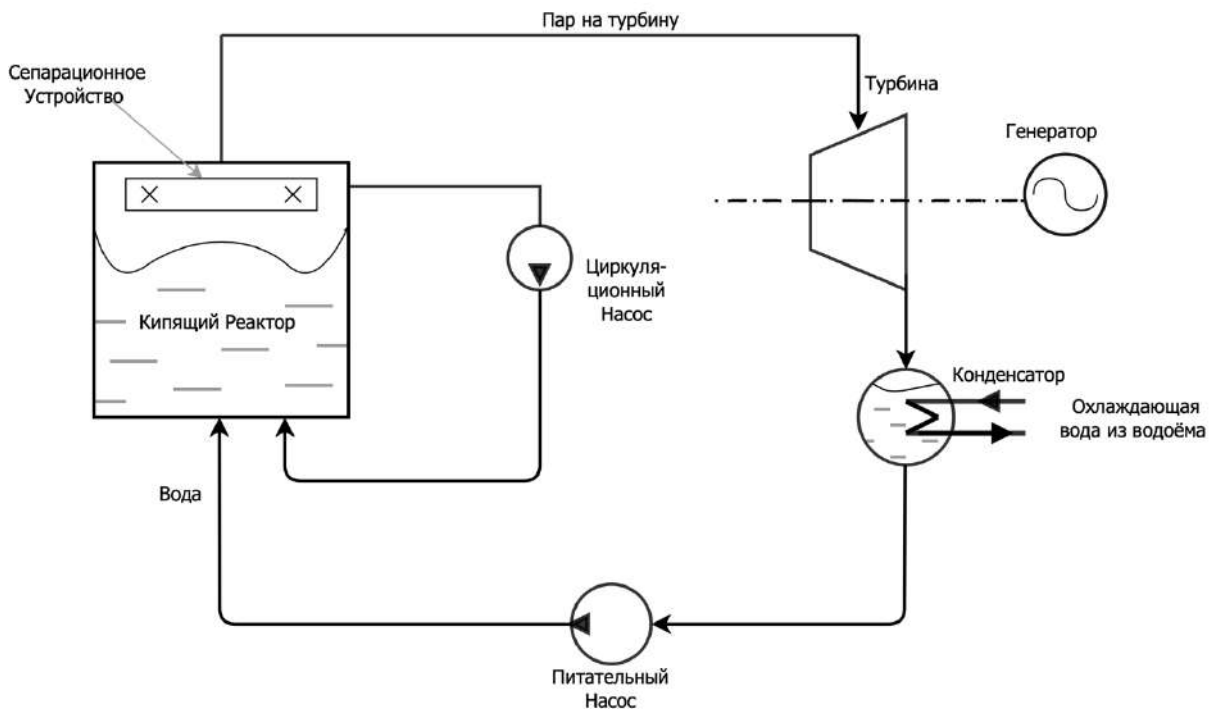 Пар на турбину
Сепарационное
Устройство
Турбина
Генератор
Циркуля-
ционный
Насос
Кипящий Реактор
Конденсатор
Охлаждающая
вода из водоёма
Вода
Питательный
Насос